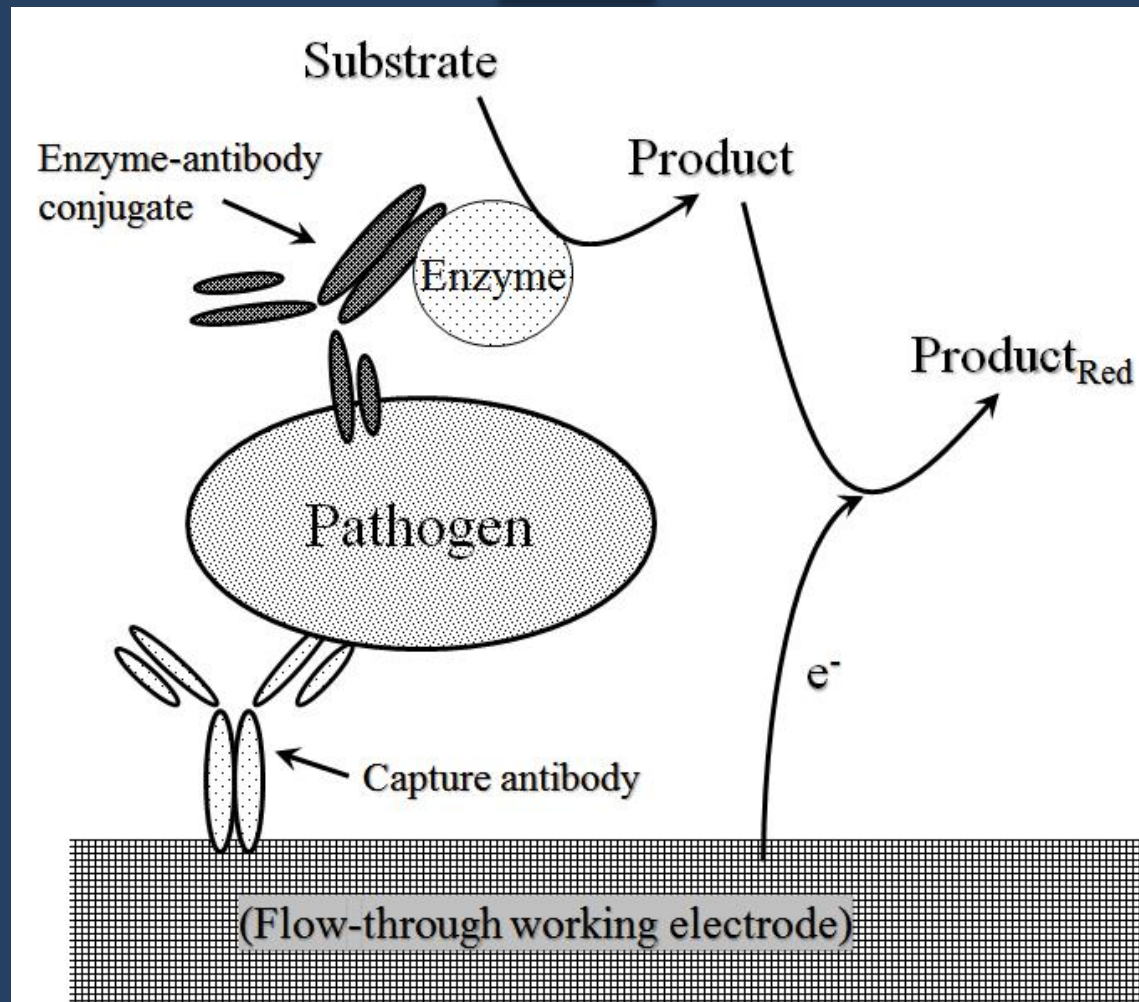 Substrate
Enzyme-antibody
conjugate
Product
Enzyme
Product_Red
Pathogen
e⁻
Capture antibody
(Flow-through working electrode)